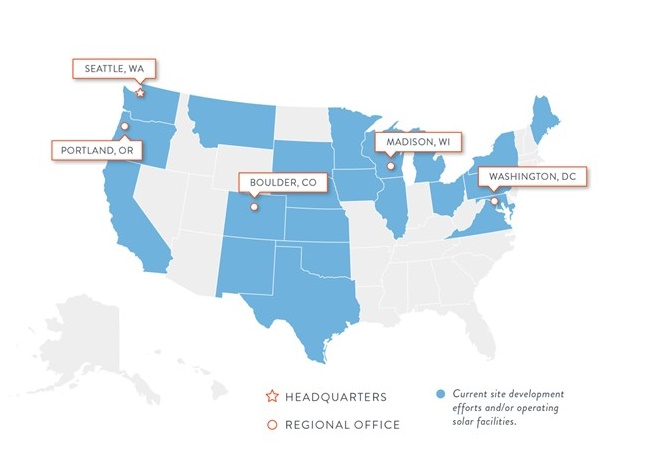 SEATTLE, WA
PORTLAND, OR
MADISON, WI
BOULDER, CO
WASHINGTON, DC
HEADQUARTERS
REGIONAL OFFICE
Current site development
efforts and/or operating
solar facilities.